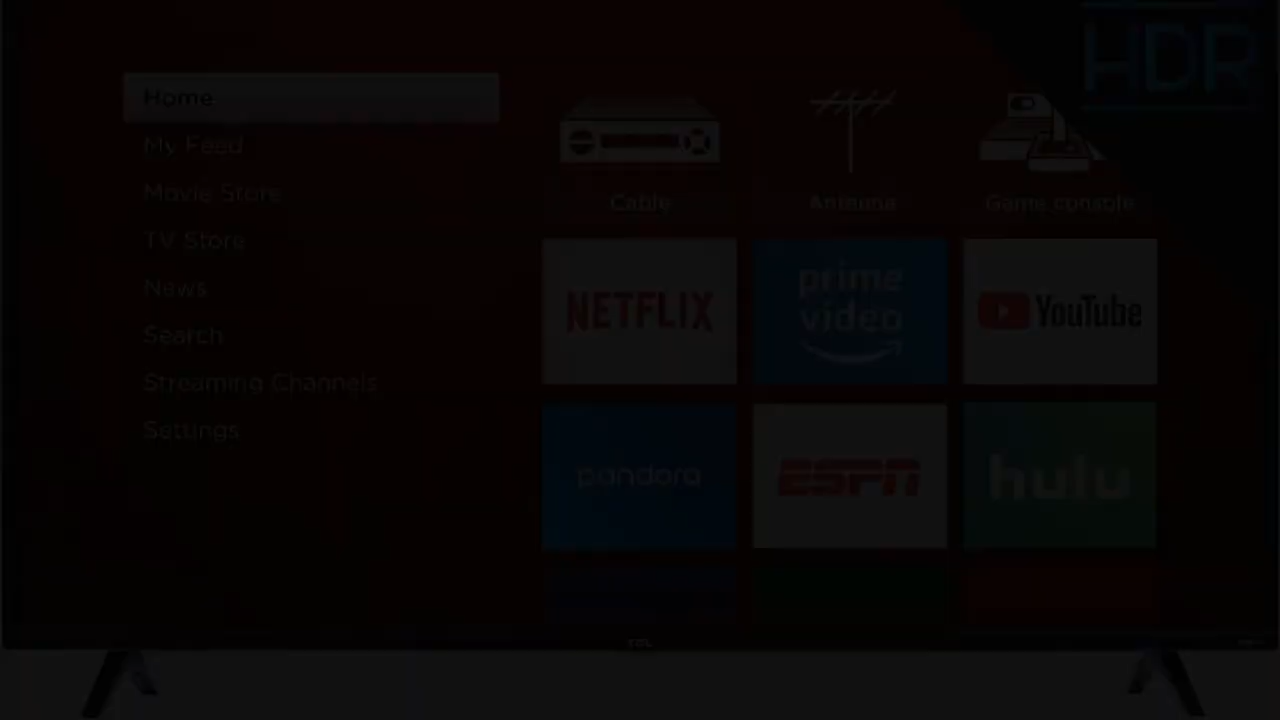 HDR
Home
My Feed
Movie Store
TV Store
News
Search
Streaming Channels
Settings
Cable
Antenna
Game console
NETFLIX
prime video
YouTube
pandora
ESPN
hulu
TCL